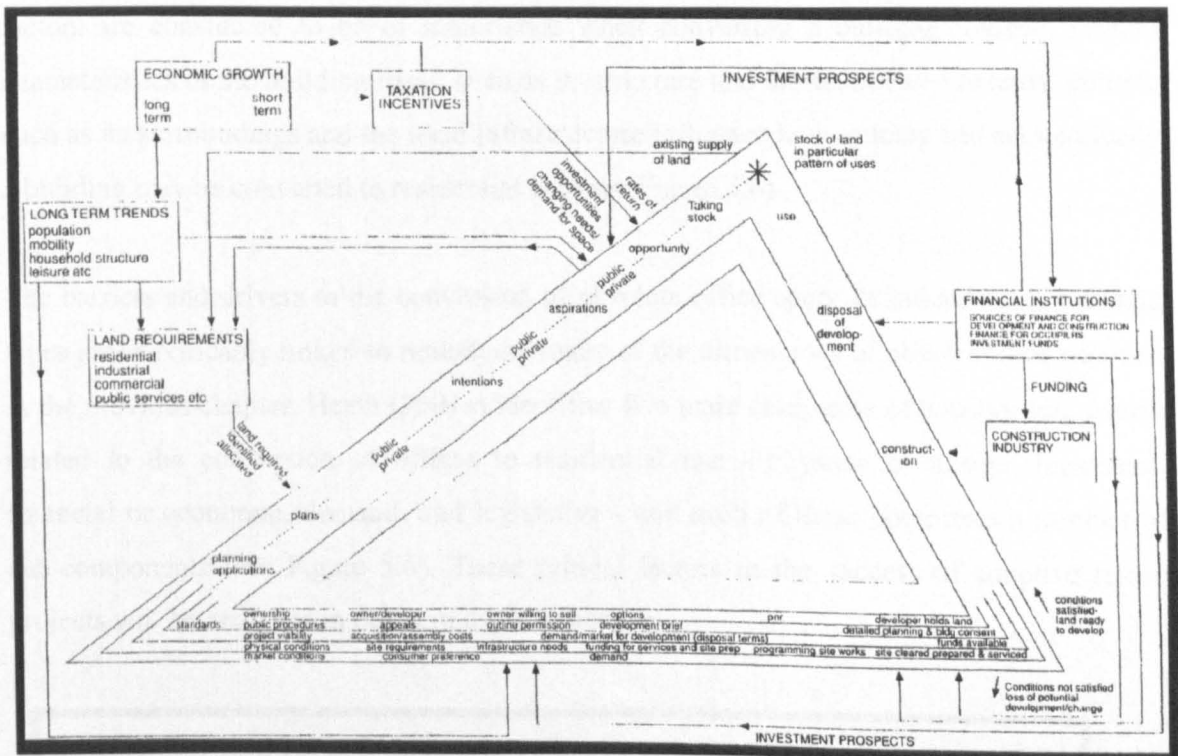 ECONOMIC GROWTH
long
term
short
term
TAXATION
INCENTIVES
INVESTMENT PROSPECTS
existing supply
of land
stock of land
in particular
pattern of uses
rates of
return
investment
opportunities
changing needs/
demand for space
Taking
stock
use
LONG TERM TRENDS
population
mobility
household structure
leisure etc
opportunity
public
private
aspirations
FINANCIAL INSTITUTIONS
SOURCES OF FINANCE FOR
DEVELOPMENT AND CONSTRUCTION
FINANCE FOR OCCUPIERS
INVESTMENT FUNDS
disposal
of
develop-
ment
LAND REQUIREMENTS
residential
industrial
commercial
public services etc
public
private
intentions
FUNDING
CONSTRUCTION
INDUSTRY
construct-
ion
land required
identified
allocated
public
private
plans
planning
applications
conditions
satisfied-
land ready
to develop
ownership owner/developer owner willing to sell options pnr developer holds land
standards public procedures appeals outline permission development brief detailed planning & bldg consent
project viability acquisition/assembly costs demand/market for development (disposal terms) funds available
physical conditions site requirements infrastructure needs funding for services and site prep programming site works site cleared prepared & serviced
market conditions consumer preference demand
Conditions not satisfied
loss of potential
development/change
INVESTMENT PROSPECTS